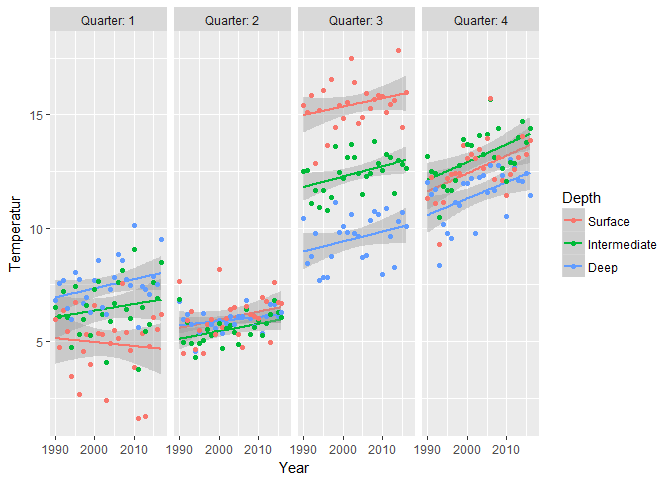 Quarter: 1 Quarter: 2 Quarter: 3 Quarter: 4
15
10
5
Temperatur
1990 2000 2010 1990 2000 2010 1990 2000 2010 1990 2000 2010
Year
Depth
Surface
Intermediate
Deep